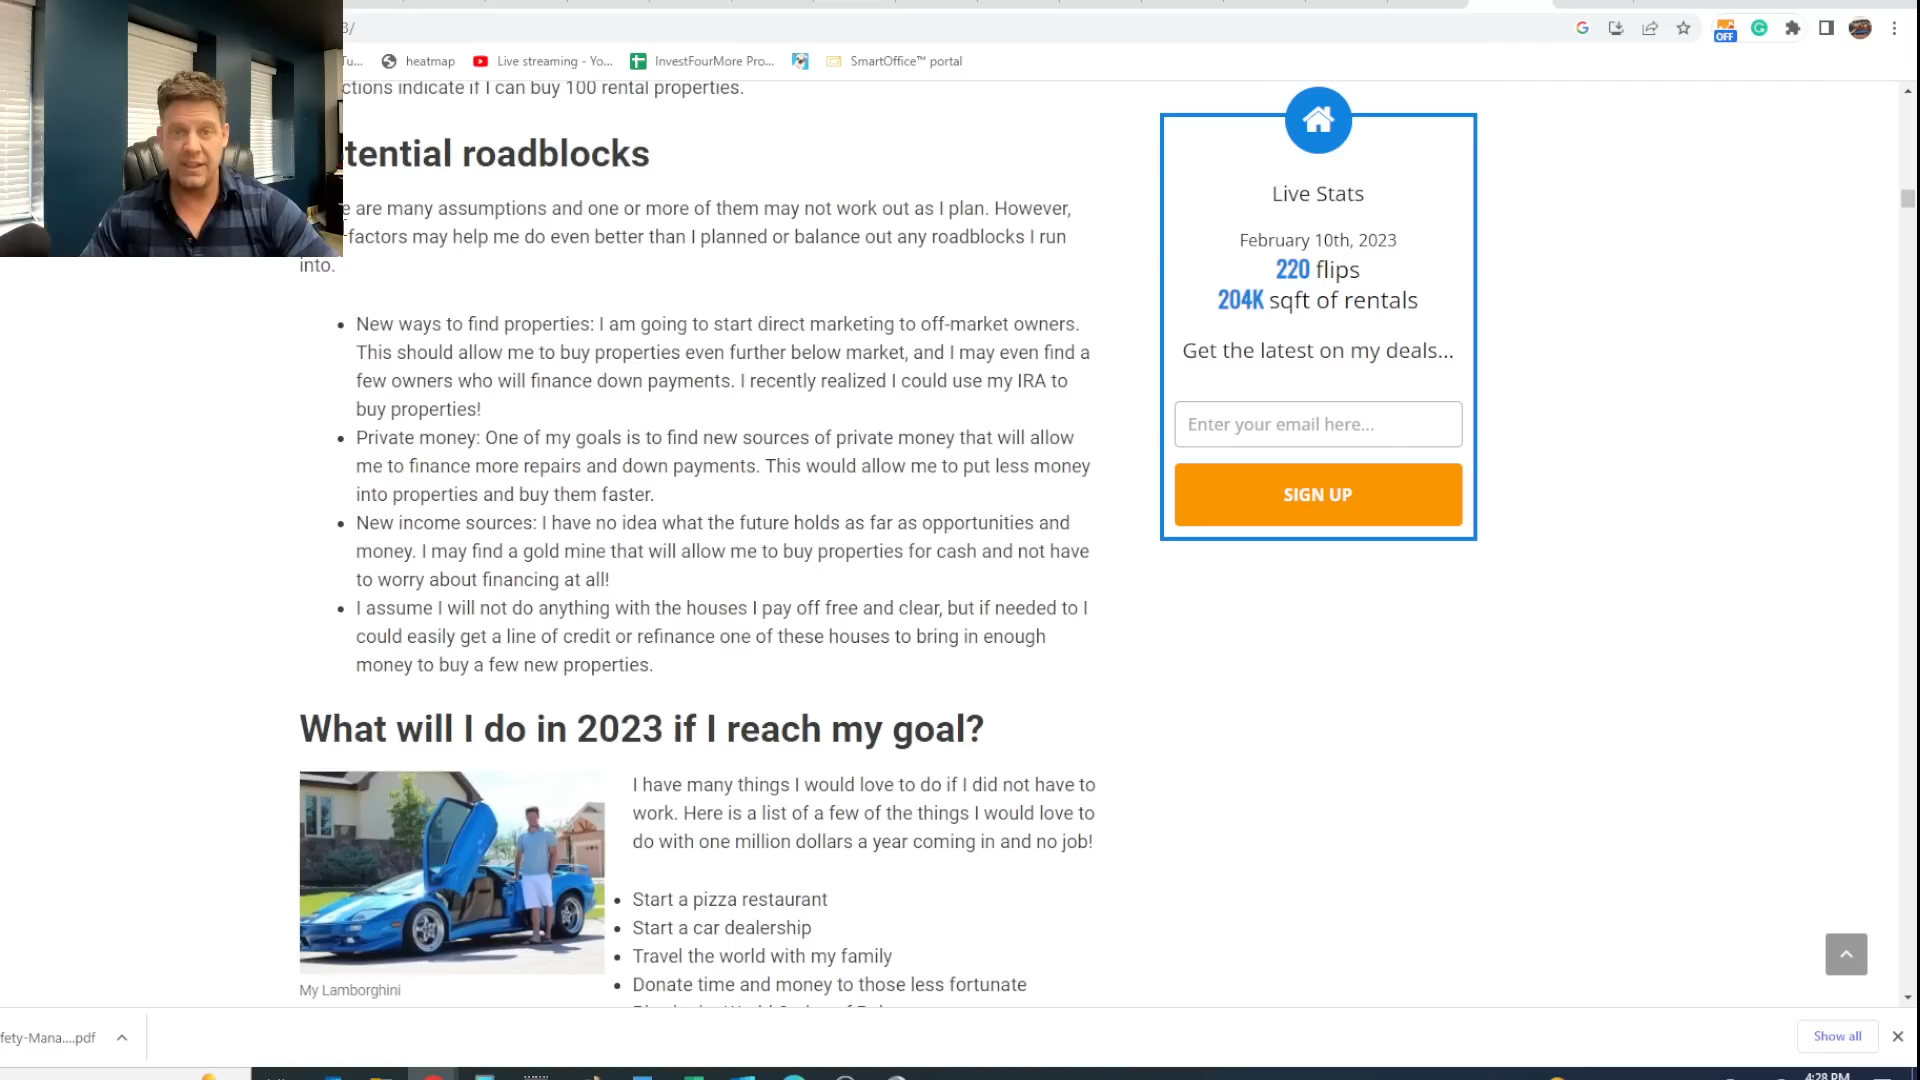 3/
Tu...
heatmap
Live streaming - Yo...
InvestFourMore Pro...
SmartOffice™ portal
OFF
ctions indicate if I can buy 100 rental properties.
tential roadblocks
e are many assumptions and one or more of them may not work out as I plan. However,
-factors may help me do even better than I planned or balance out any roadblocks I run
into.
• New ways to find properties: I am going to start direct marketing to off-market owners.
This should allow me to buy properties even further below market, and I may even find a
few owners who will finance down payments. I recently realized I could use my IRA to
buy properties!
• Private money: One of my goals is to find new sources of private money that will allow
me to finance more repairs and down payments. This would allow me to put less money
into properties and buy them faster.
• New income sources: I have no idea what the future holds as far as opportunities and
money. I may find a gold mine that will allow me to buy properties for cash and not have
to worry about financing at all!
• I assume I will not do anything with the houses I pay off free and clear, but if needed to I
could easily get a line of credit or refinance one of these houses to bring in enough
money to buy a few new properties.
What will I do in 2023 if I reach my goal?
I have many things I would love to do if I did not have to
work. Here is a list of a few of the things I would love to
do with one million dollars a year coming in and no job!
• Start a pizza restaurant
• Start a car dealership
• Travel the world with my family
• Donate time and money to those less fortunate
My Lamborghini
Live Stats
February 10th, 2023
220 flips
204K sqft of rentals
Get the latest on my deals...
Enter your email here...
SIGN UP
fety-Mana....pdf
Show all
4:28 PM